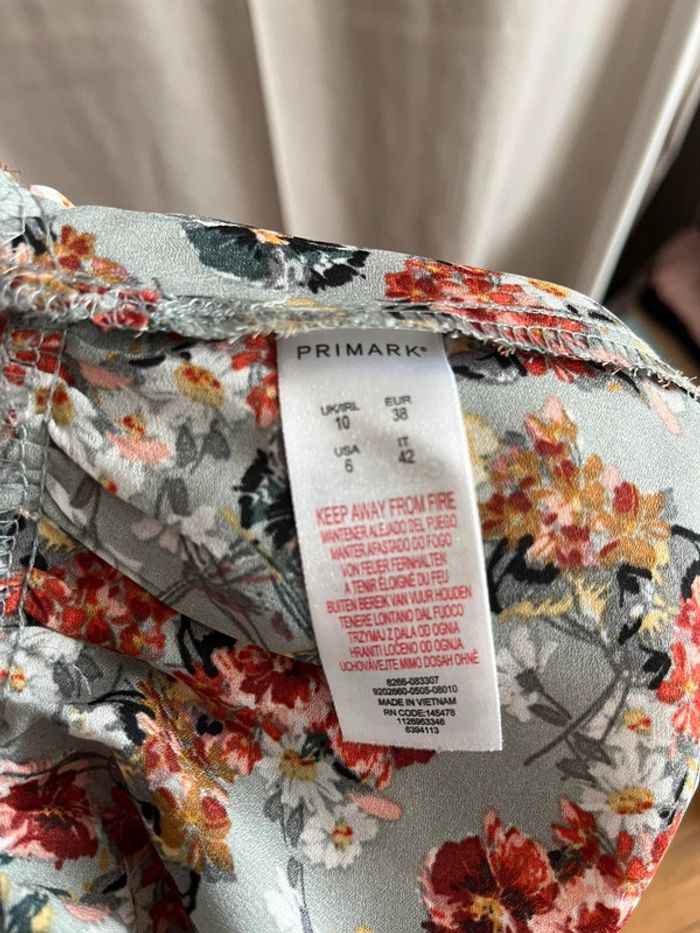 PRIMARK®
UK/IRL EUR
10 38
USA IT
6 42
KEEP AWAY FROM FIRE
MANTENER ALEJADO DEL FUEGO
MANTER AFASTADO DO FOGO
VON FEUER FERNHALTEN
A TENIR ÉLOIGNÉ DU FEU
BUITEN BEREIK VAN VUUR HOUDEN
TENERE LONTANO DAL FUOCO
TRZYMAJ Z DALA OD OGNIA
HRANITI LOČENO OD OGNJA
UCHOVÁVEJTE MIMO DOSAH OHNĚ
8266-083307
9202660-0505-08010
MADE IN VIETNAM
RN CODE:145478
1126953346
6394113